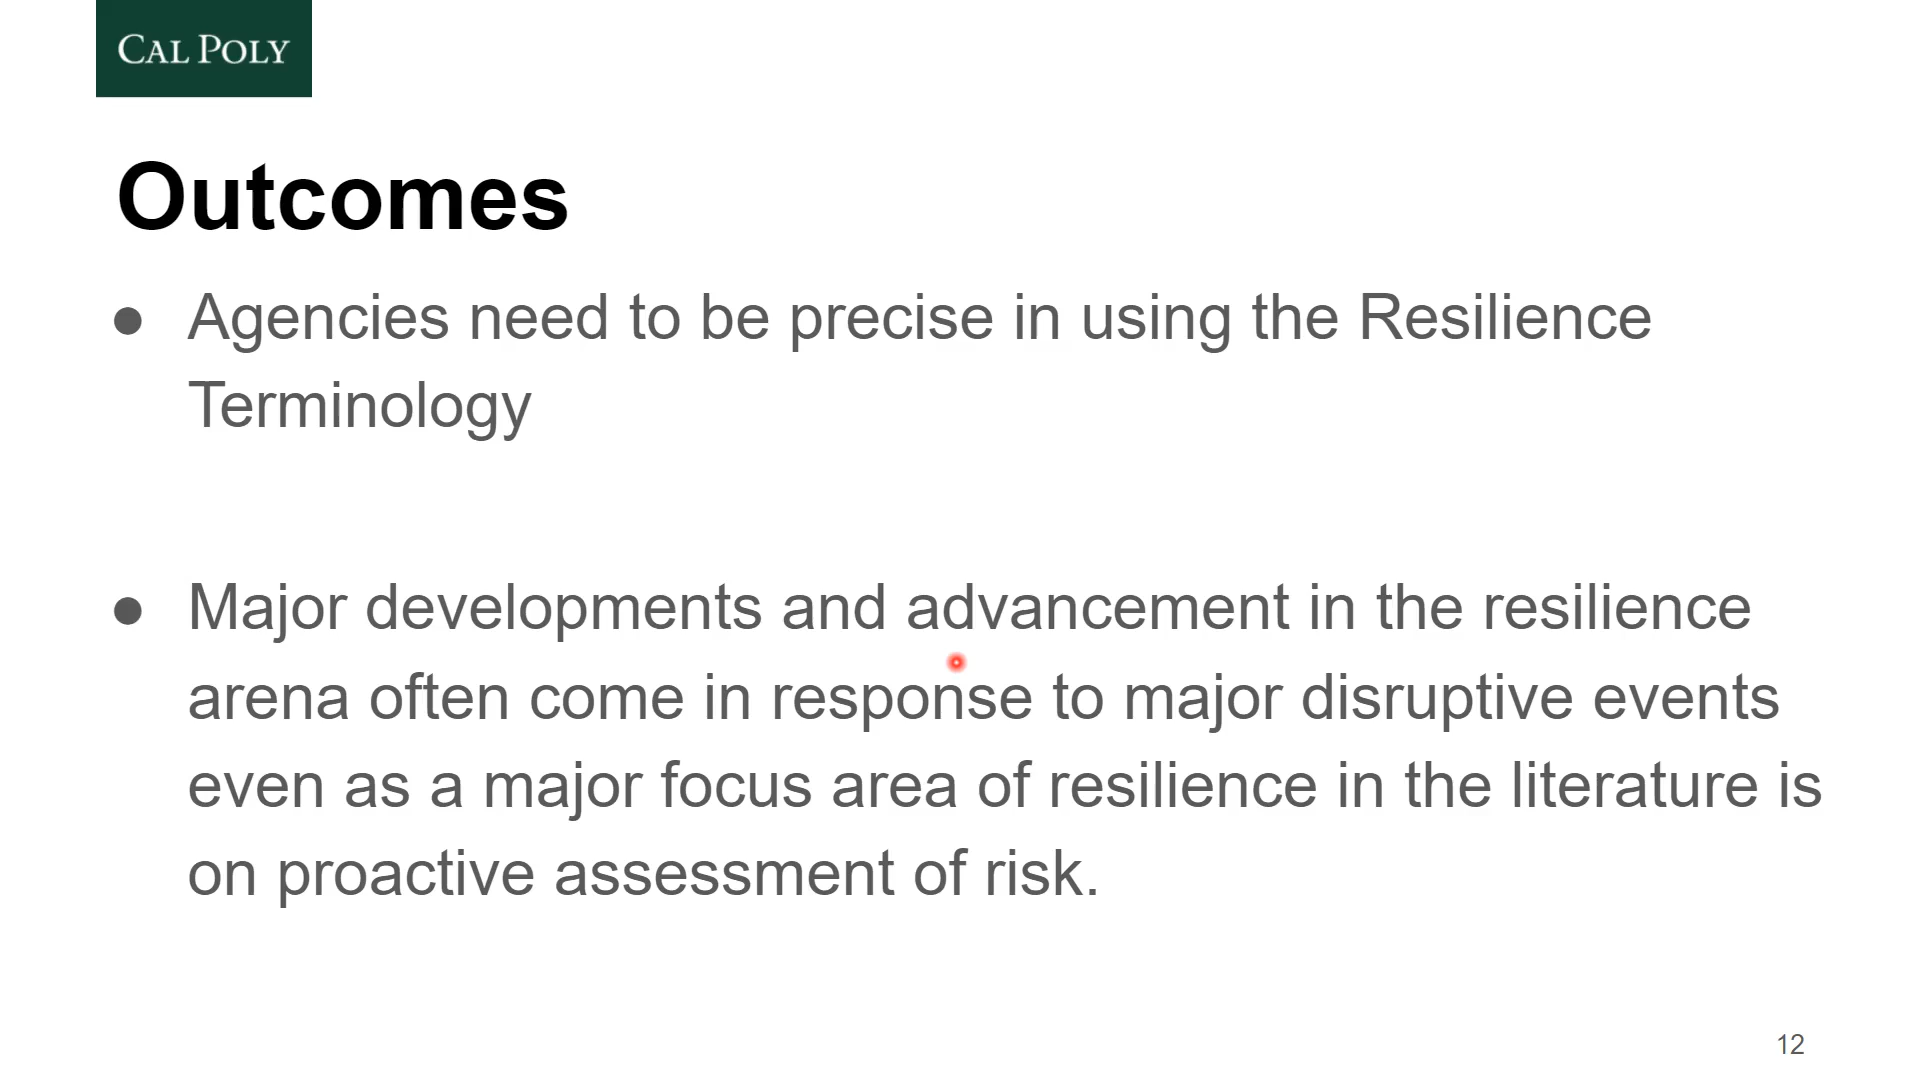 CAL POLY
Outcomes
● Agencies need to be precise in using the Resilience
Terminology
● Major developments and advancement in the resilience
arena often come in response to major disruptive events
even as a major focus area of resilience in the literature is
on proactive assessment of risk.
12